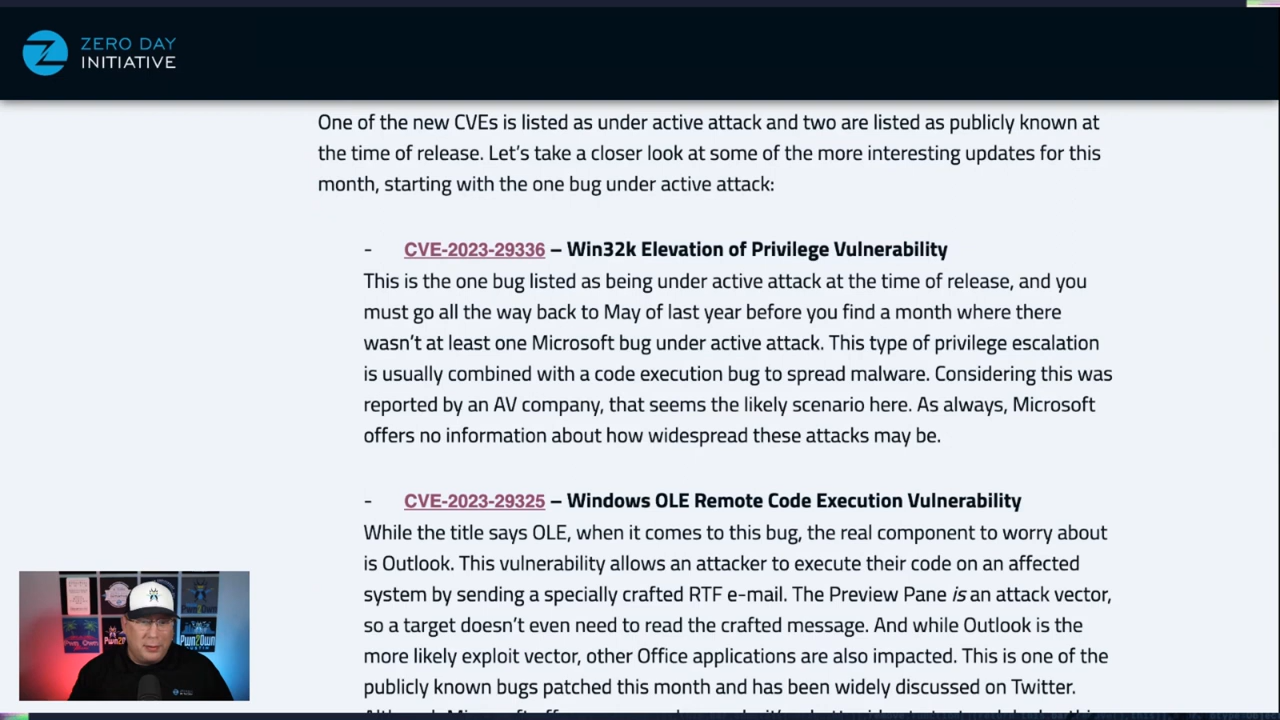 ZERO DAY
INITIATIVE
One of the new CVEs is listed as under active attack and two are listed as publicly known at
the time of release. Let's take a closer look at some of the more interesting updates for this
month, starting with the one bug under active attack:
- CVE-2023-29336 – Win32k Elevation of Privilege Vulnerability
This is the one bug listed as being under active attack at the time of release, and you
must go all the way back to May of last year before you find a month where there
wasn't at least one Microsoft bug under active attack. This type of privilege escalation
is usually combined with a code execution bug to spread malware. Considering this was
reported by an AV company, that seems the likely scenario here. As always, Microsoft
offers no information about how widespread these attacks may be.
- CVE-2023-29325 – Windows OLE Remote Code Execution Vulnerability
While the title says OLE, when it comes to this bug, the real component to worry about
is Outlook. This vulnerability allows an attacker to execute their code on an affected
system by sending a specially crafted RTF e-mail. The Preview Pane is an attack vector,
so a target doesn't even need to read the crafted message. And while Outlook is the
more likely exploit vector, other Office applications are also impacted. This is one of the
publicly known bugs patched this month and has been widely discussed on Twitter.
Pwn2Own
Pwn2Own